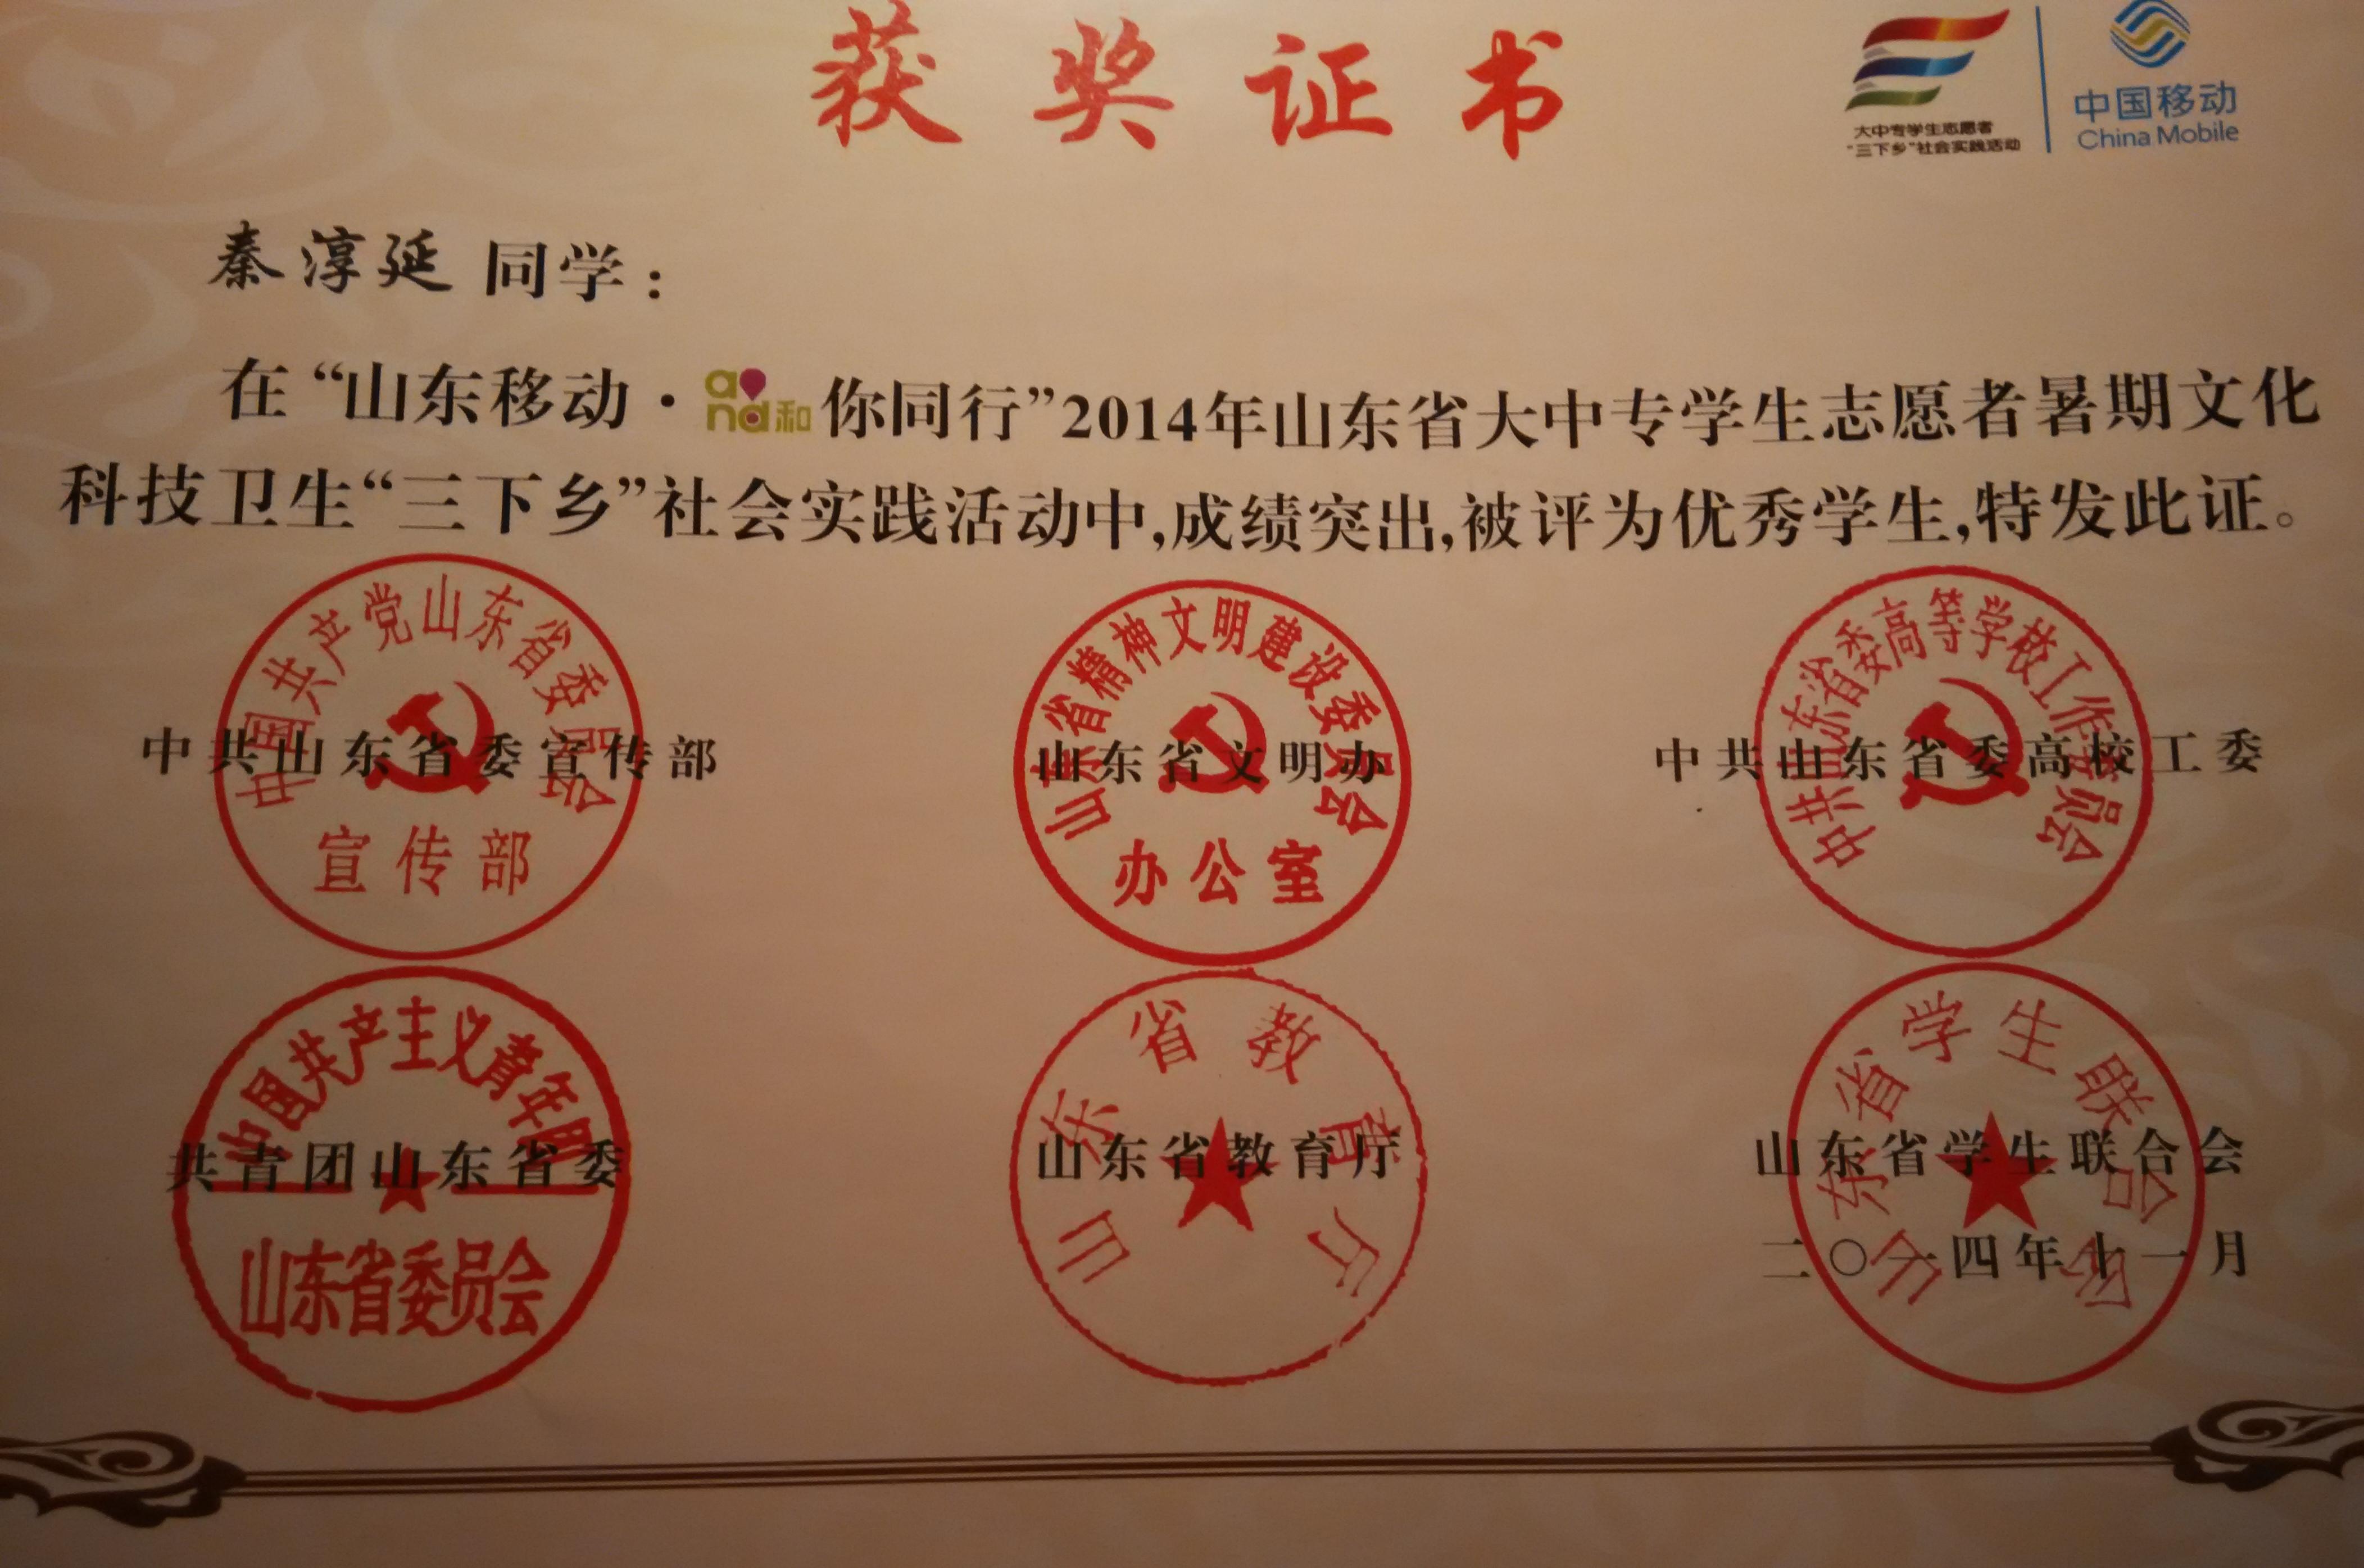 获奖证书
大中专学生志愿者
“三下乡”社会实践活动
中国移动
China Mobile
秦淳延 同学：
在“山东移动·and和你同行”2014年山东省大中专学生志愿者暑期文化
科技卫生“三下乡”社会实践活动中,成绩突出,被评为优秀学生,特发此证。
中国共产党山东省委员会
宣传部
中共山东省委宣传部
山东省精神文明建设委员会
办公室
山东省文明办
中共山东省委高等学校工作委员会
中共山东省委高校工委
中国共产主义青年团
山东省委员会
共青团山东省委
山东省教育厅
山东省教育厅
山东省学生联合会
山东省学生联合会
二〇一四年十一月